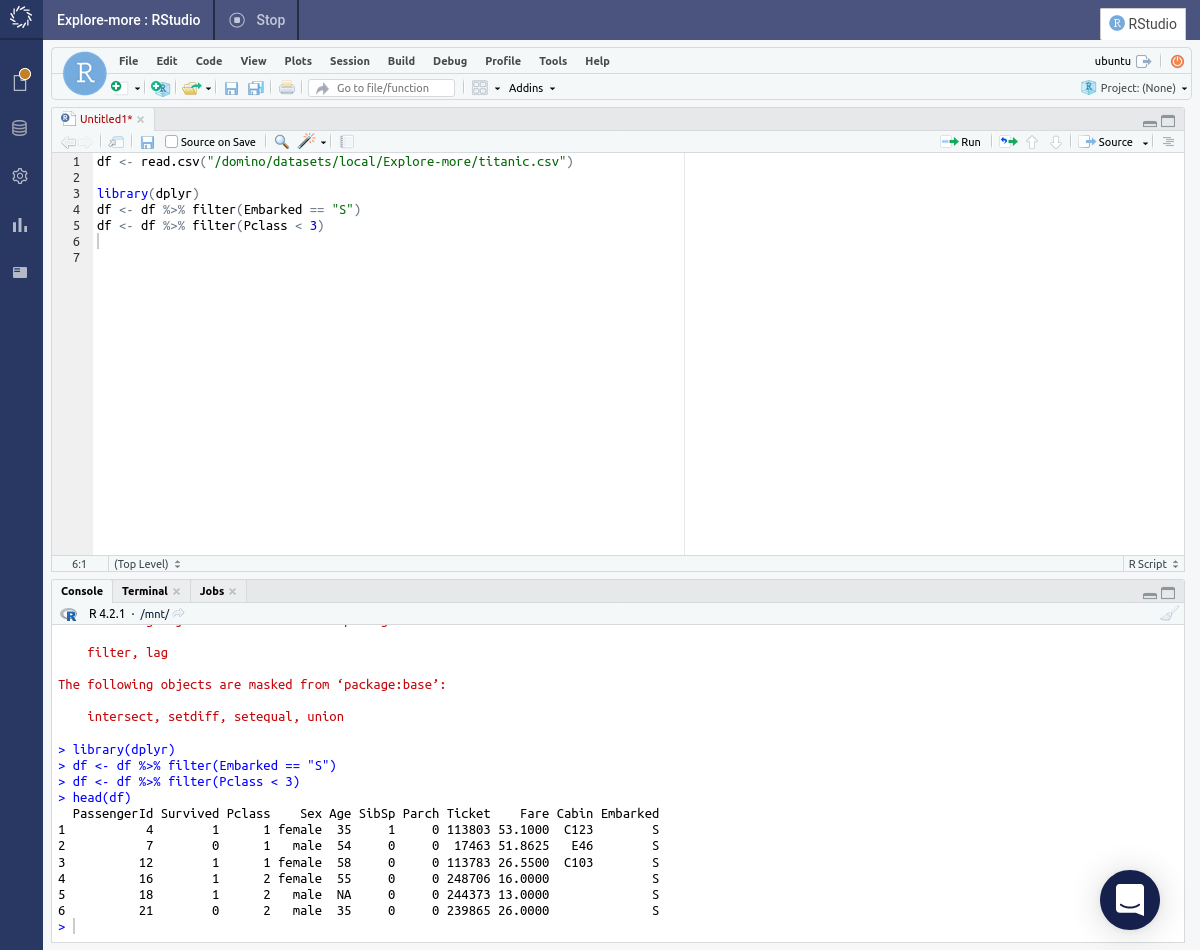 Explore-more : RStudio
Stop
R RStudio
R
File Edit Code View Plots Session Build Debug Profile Tools Help
ubuntu
Go to file/function
Addins
Project: (None)
Untitled1*
Source on Save
Run
Source
1 df <- read.csv("/domino/datasets/local/Explore-more/titanic.csv")
2
3 library(dplyr)
4 df <- df %>% filter(Embarked == "S")
5 df <- df %>% filter(Pclass < 3)
6
7
6:1 (Top Level) R Script
Console Terminal Jobs
R R 4.2.1 · /mnt/
filter, lag
The following objects are masked from ‘package:base’:
intersect, setdiff, setequal, union
> library(dplyr)
> df <- df %>% filter(Embarked == "S")
> df <- df %>% filter(Pclass < 3)
> head(df)
PassengerId Survived Pclass Sex Age SibSp Parch Ticket Fare Cabin Embarked
1 4 1 1 female 35 1 0 113803 53.1000 C123 S
2 7 0 1 male 54 0 0 17463 51.8625 E46 S
3 12 1 1 female 58 0 0 113783 26.5500 C103 S
4 16 1 2 female 55 0 0 248706 16.0000 S
5 18 1 2 male NA 0 0 244373 13.0000 S
6 21 0 2 male 35 0 0 239865 26.0000 S
>